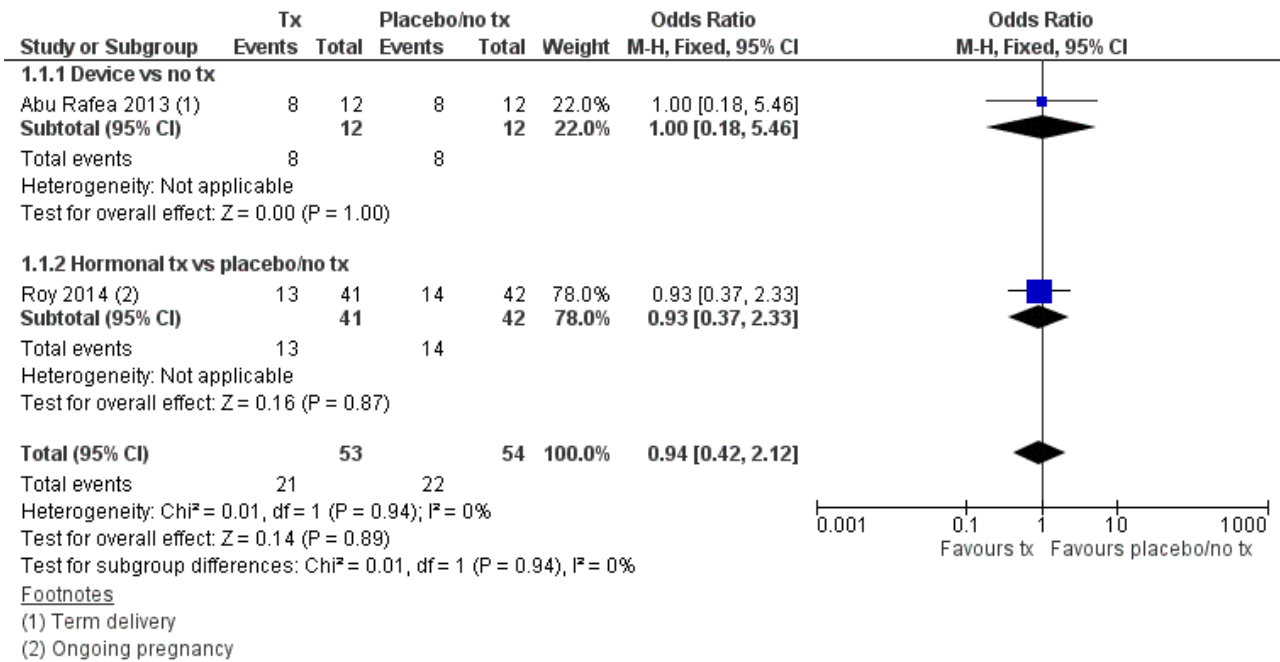 Tx Placebo/no tx Odds Ratio Odds Ratio
Study or Subgroup Events Total Events Total Weight M-H, Fixed, 95% CI M-H, Fixed, 95% CI
1.1.1 Device vs no tx
Abu Rafea 2013 (1) 8 12 8 12 22.0% 1.00 [0.18, 5.46]
Subtotal (95% CI) 12 12 22.0% 1.00 [0.18, 5.46]
Total events 8 8
Heterogeneity: Not applicable
Test for overall effect: Z = 0.00 (P = 1.00)
1.1.2 Hormonal tx vs placebo/no tx
Roy 2014 (2) 13 41 14 42 78.0% 0.93 [0.37, 2.33]
Subtotal (95% CI) 41 42 78.0% 0.93 [0.37, 2.33]
Total events 13 14
Heterogeneity: Not applicable
Test for overall effect: Z = 0.16 (P = 0.87)
Total (95% CI) 53 54 100.0% 0.94 [0.42, 2.12]
Total events 21 22
Heterogeneity: Chi² = 0.01, df = 1 (P = 0.94); I² = 0%
Test for overall effect: Z = 0.14 (P = 0.89)
Test for subgroup differences: Chi² = 0.01, df = 1 (P = 0.94), I² = 0%
0.001 0.1 1 10 1000
Favours tx Favours placebo/no tx
Footnotes
(1) Term delivery
(2) Ongoing pregnancy